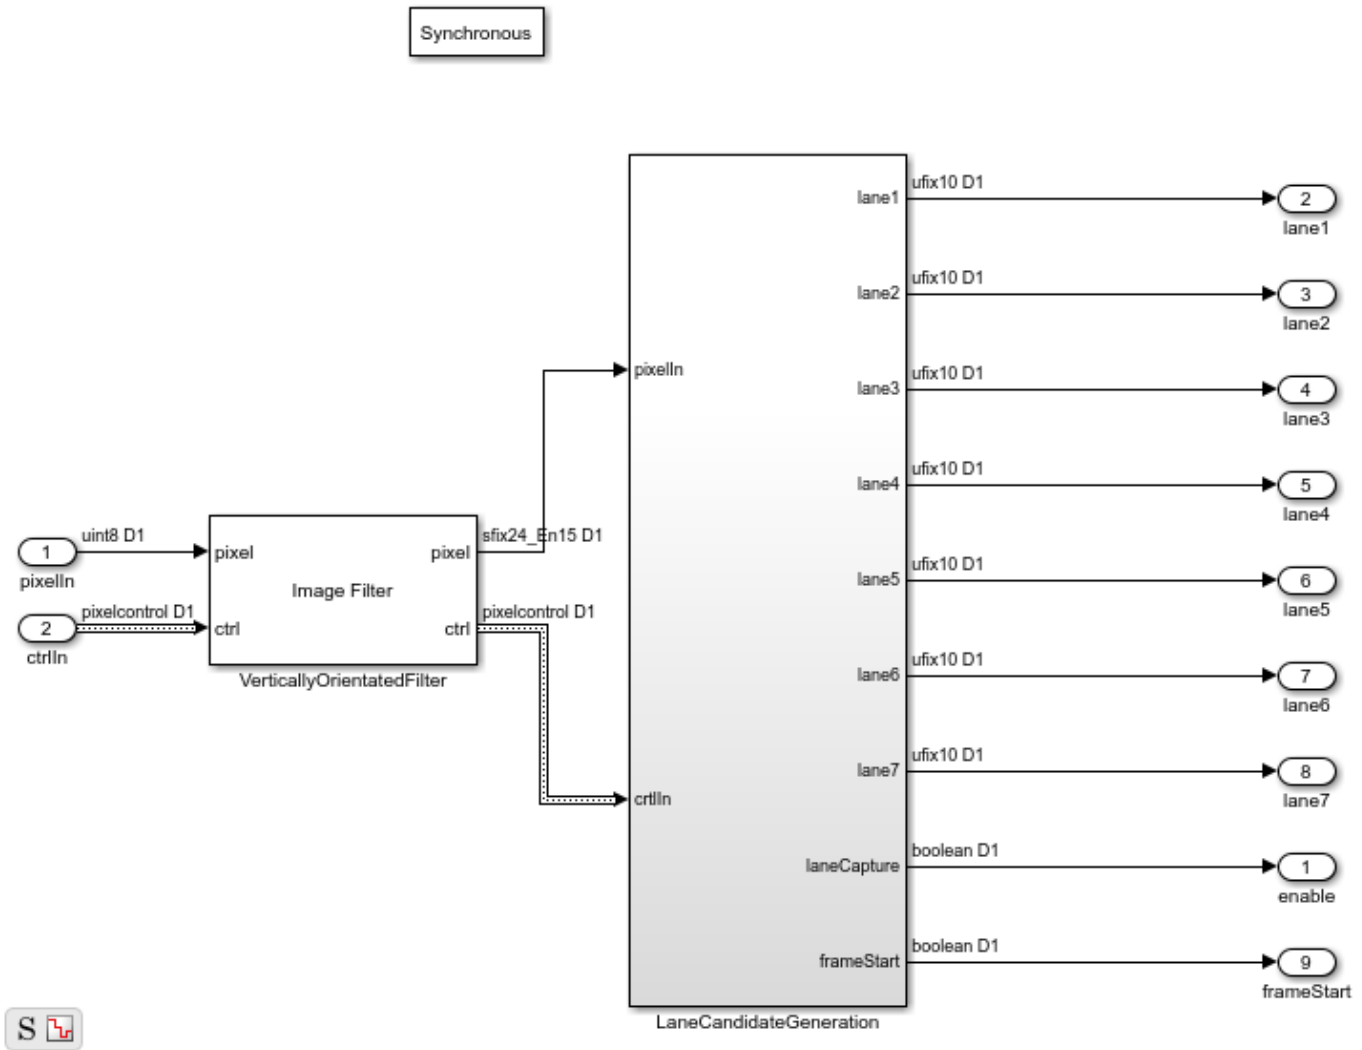 Synchronous
lane1
ufix10 D1
2
lane1
lane2
ufix10 D1
3
lane2
pixelIn
lane3
ufix10 D1
4
lane3
lane4
ufix10 D1
5
lane4
1
pixelIn
uint8 D1
pixel
Image Filter
pixel
sfix24_En15 D1
2
ctrlIn
pixelcontrol D1
ctrl
ctrl
pixelcontrol D1
VerticallyOrientatedFilter
lane5
ufix10 D1
6
lane5
lane6
ufix10 D1
7
lane6
lane7
ufix10 D1
8
lane7
crtlIn
laneCapture
boolean D1
1
enable
frameStart
boolean D1
9
frameStart
LaneCandidateGeneration
S